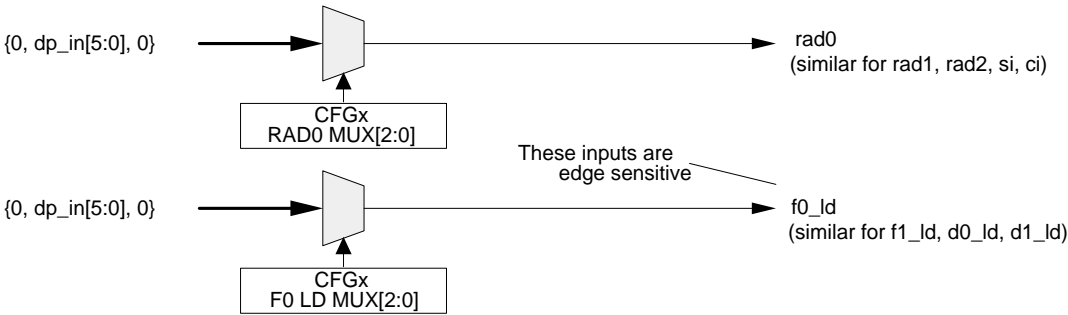 {0, dp_in[5:0], 0}
rad0
(similar for rad1, rad2, si, ci)
CFGx
RAD0 MUX[2:0]
These inputs are
edge sensitive
{0, dp_in[5:0], 0}
f0_ld
(similar for f1_ld, d0_ld, d1_ld)
CFGx
F0 LD MUX[2:0]